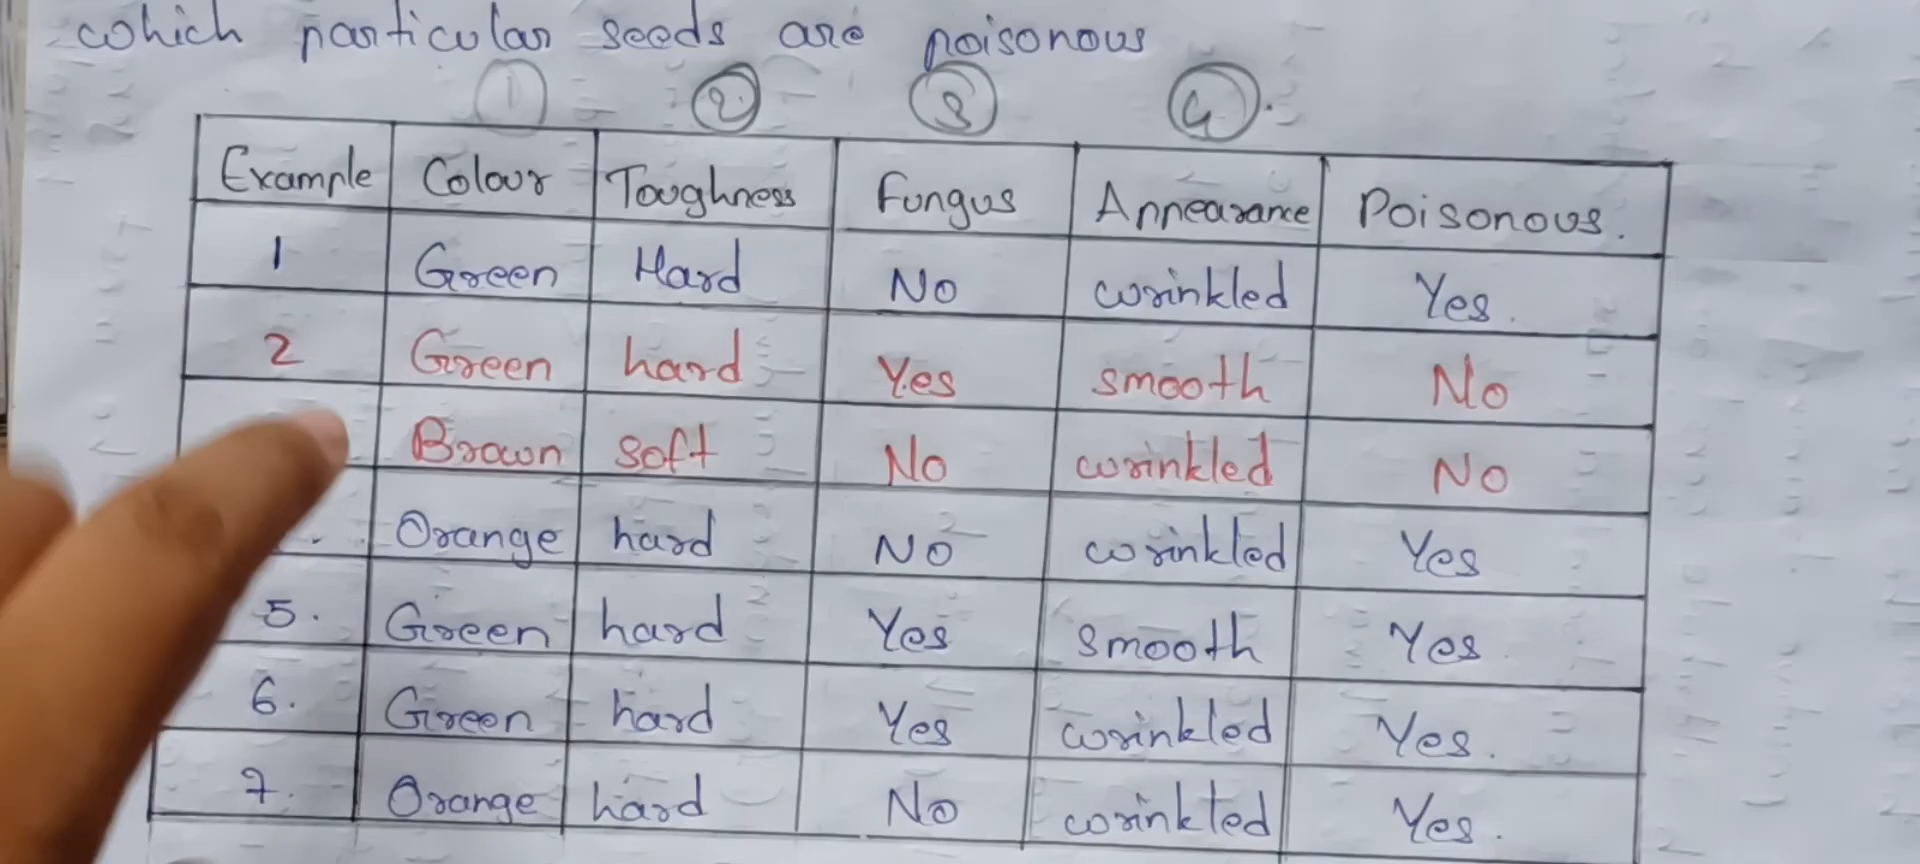 which particular seeds are poisonous
1 2 3 4
Example Colour Toughness Fungus Appearance Poisonous.
1 Green Hard No wrinkled Yes.
2 Green hard Yes smooth No
Brown soft No wrinkled No
Orange hard No wrinkled Yes
5. Green hard Yes smooth Yes
6. Green hard Yes wrinkled Yes.
7. Orange hard No wrinkled Yes.